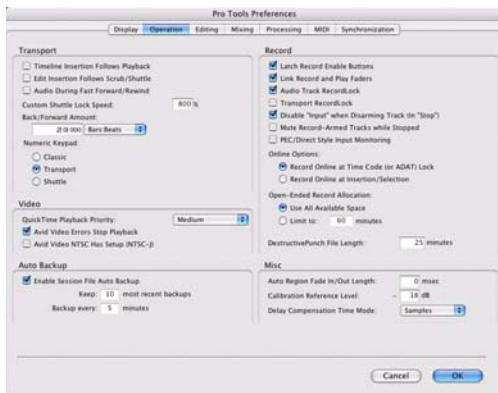 Pro Tools Preferences
Display Operation Editing Mixing Processing MIDI Synchronization
Transport
Timeline Insertion Follows Playback
Edit Insertion Follows Scrub/Shuttle
Audio During Fast Forward/Rewind
Custom Shuttle Lock Speed: 800 %
Back/Forward Amount:
2|0|000 Bars Beats
Numeric Keypad:
Classic
Transport
Shuttle
Video
QuickTime Playback Priority: Medium
Avid Video Errors Stop Playback
Avid Video NTSC Has Setup (NTSC-J)
Auto Backup
Enable Session File Auto Backup
Keep: 10 most recent backups
Backup every: 5 minutes
Record
Latch Record Enable Buttons
Link Record and Play Faders
Audio Track RecordLock
Transport RecordLock
Disable "Input" when Disarming Track (In "Stop")
Mute Record-Armed Tracks while Stopped
PEC/Direct Style Input Monitoring
Online Options:
Record Online at Time Code (or ADAT) Lock
Record Online at Insertion/Selection
Open-Ended Record Allocation:
Use All Available Space
Limit to: 60 minutes
DestructivePunch File Length: 25 minutes
Misc
Auto Region Fade In/Out Length: 0 msec
Calibration Reference Level: - 18 dB
Delay Compensation Time Mode: Samples
Cancel OK